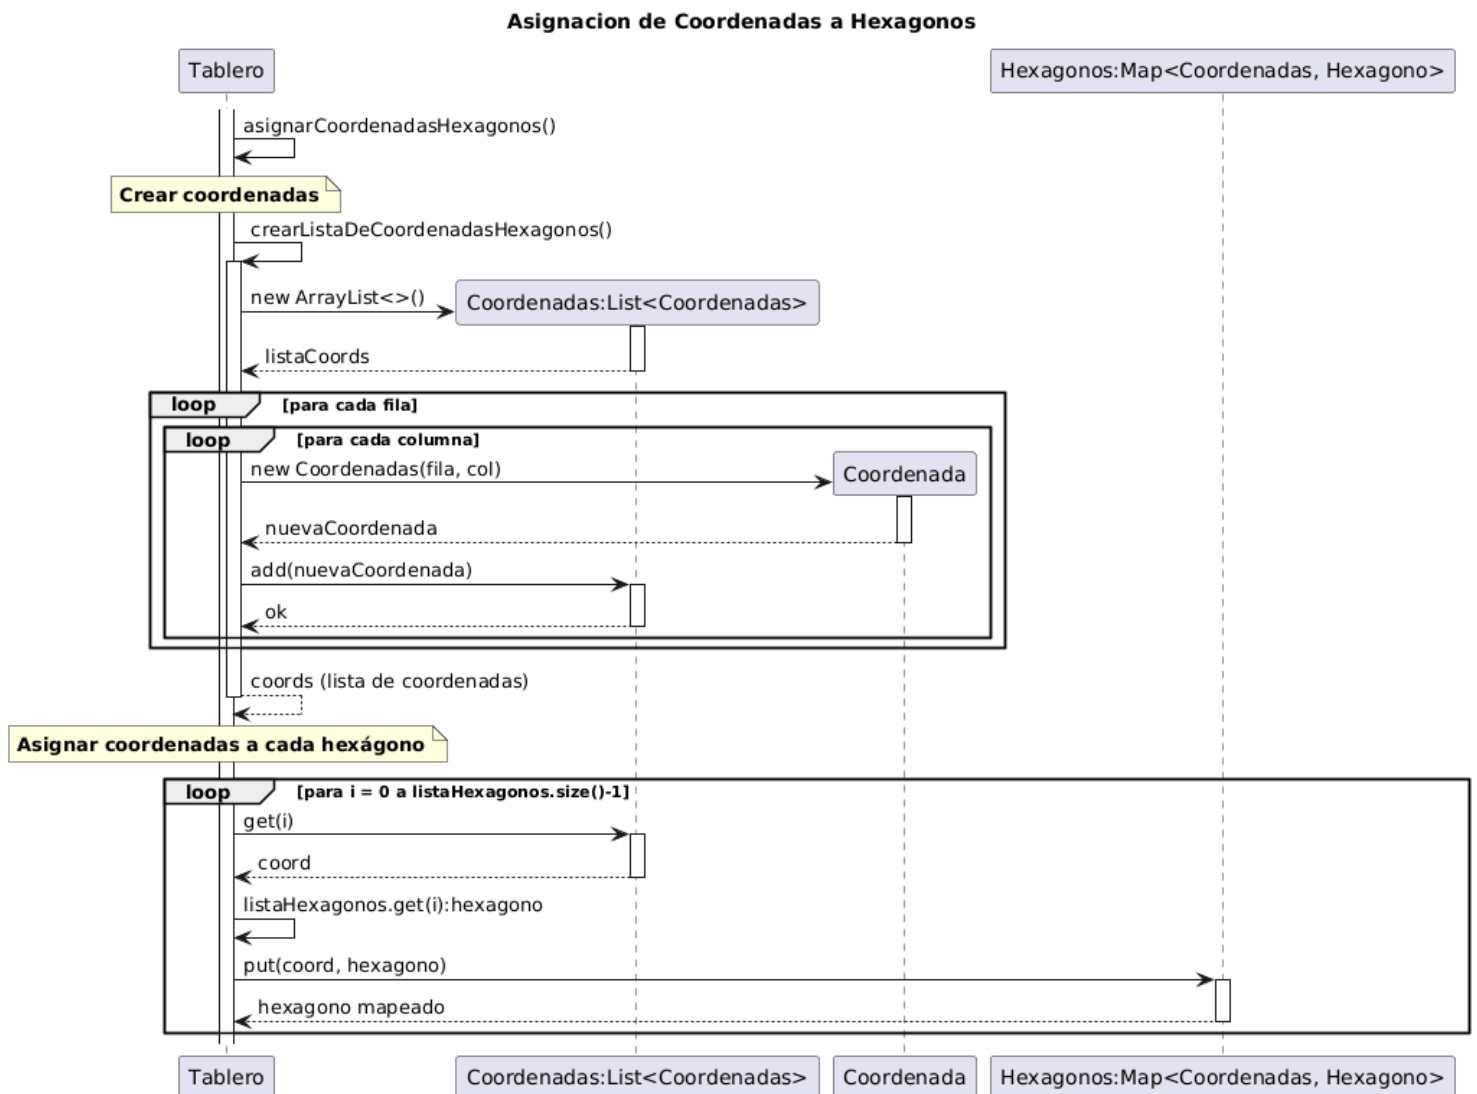 Asignacion de Coordenadas a Hexagonos
Tablero
Hexagonos:Map<Coordenadas, Hexagono>
asignarCoordenadasHexagonos()
Crear coordenadas
crearListaDeCoordenadasHexagonos()
new ArrayList<>()
Coordenadas:List<Coordenadas>
listaCoords
loop
[para cada fila]
loop
[para cada columna]
new Coordenadas(fila, col)
Coordenada
nuevaCoordenada
add(nuevaCoordenada)
ok
coords (lista de coordenadas)
Asignar coordenadas a cada hexágono
loop
[para i = 0 a listaHexagonos.size()-1]
get(i)
coord
listaHexagonos.get(i):hexagono
put(coord, hexagono)
hexagono mapeado
Tablero
Coordenadas:List<Coordenadas>
Coordenada
Hexagonos:Map<Coordenadas, Hexagono>